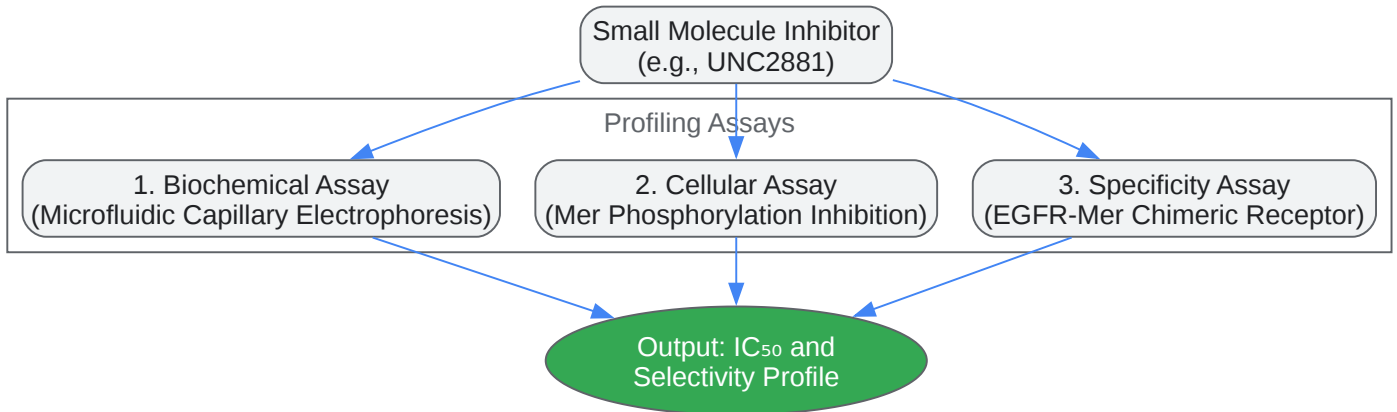 Small Molecule Inhibitor
(e.g., UNC2881)
Profiling Assays
1. Biochemical Assay
(Microfluidic Capillary Electrophoresis)
2. Cellular Assay
(Mer Phosphorylation Inhibition)
3. Specificity Assay
(EGFR-Mer Chimeric Receptor)
Output: IC₅₀ and
Selectivity Profile